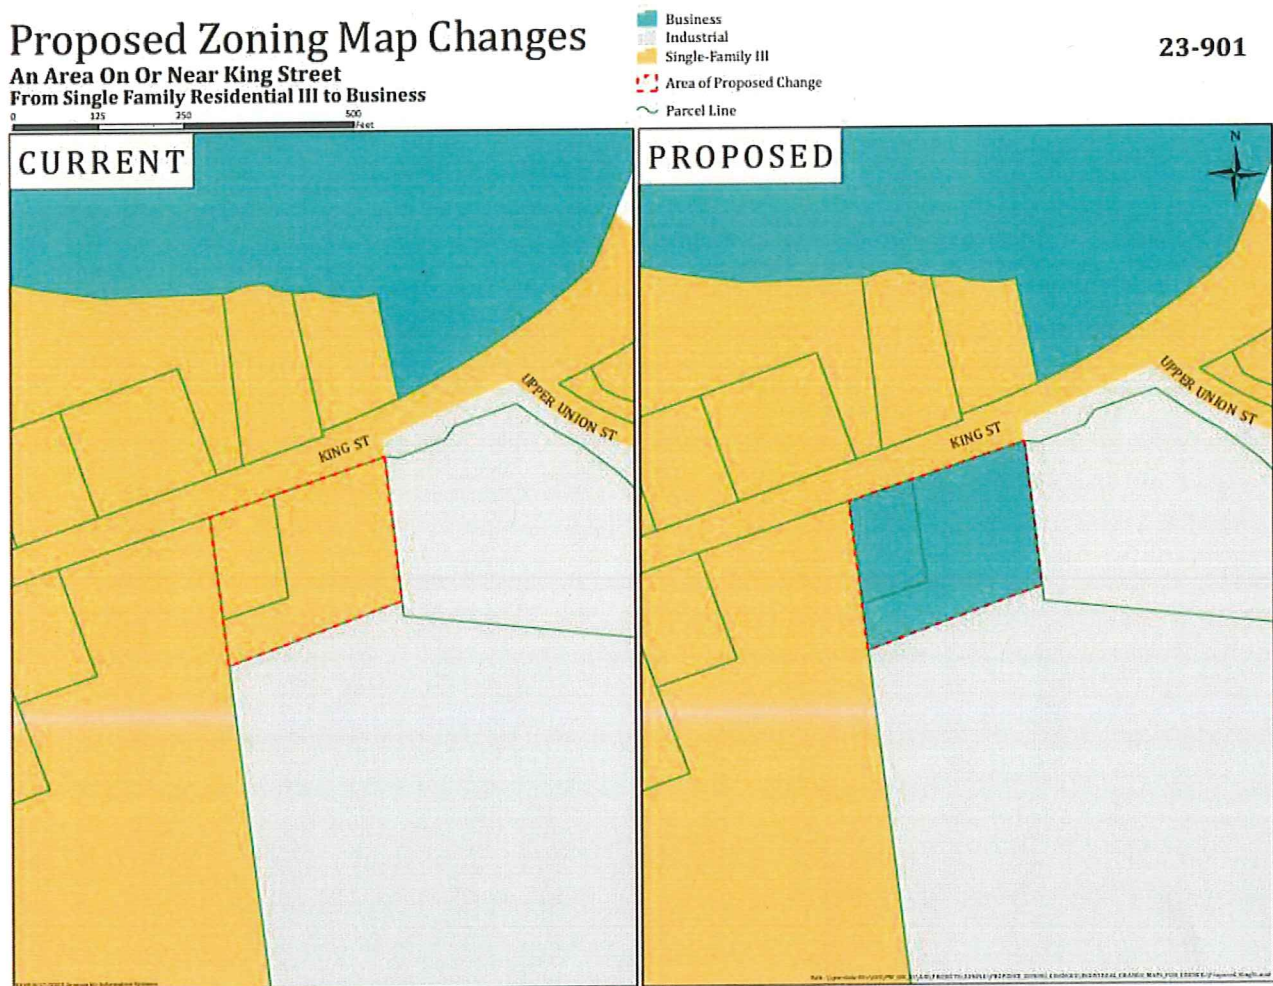 Proposed Zoning Map Changes
An Area On Or Near King Street
From Single Family Residential III to Business
0 125 250 500
Feet
Business
Industrial
Single-Family III
Area of Proposed Change
Parcel Line
23-901
CURRENT
KING ST
UPPER UNION ST
PROPOSED
N
KING ST
UPPER UNION ST